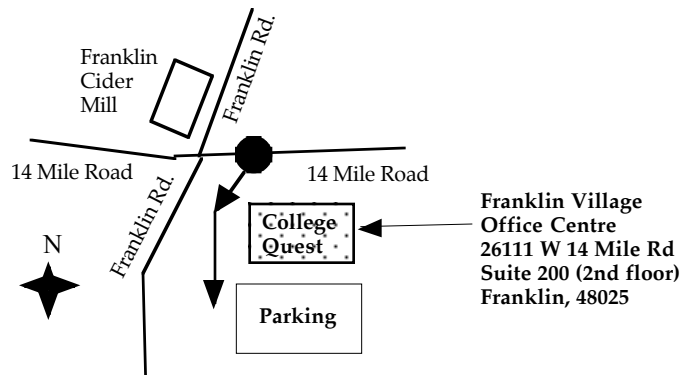 Franklin
Cider
Mill
Franklin Rd.
14 Mile Road
14 Mile Road
Franklin Rd.
College
Quest
Franklin Village
Office Centre
26111 W 14 Mile Rd
Suite 200 (2nd floor)
Franklin, 48025
N
Parking